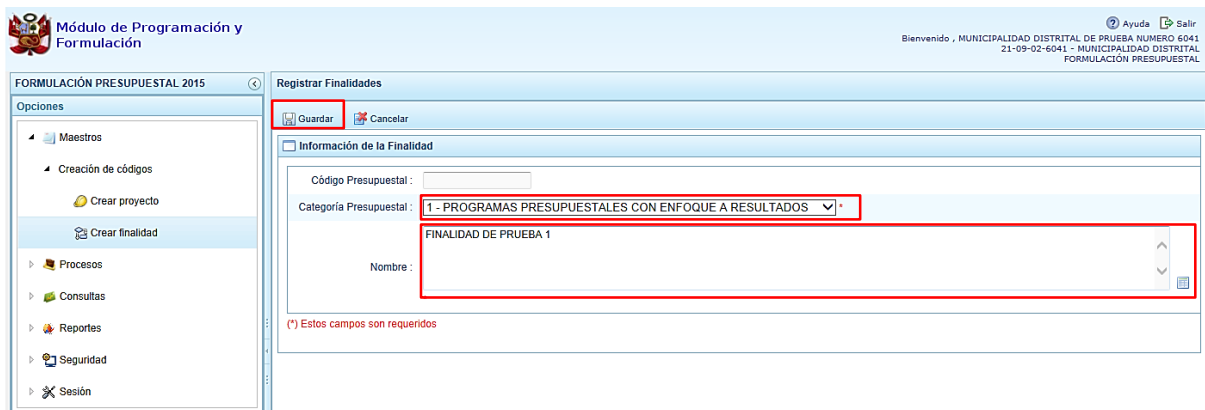 Módulo de Programación y
Formulación
Ayuda Salir
Bienvenido , MUNICIPALIDAD DISTRITAL DE PRUEBA NUMERO 6041
21-09-02-6041 - MUNICIPALIDAD DISTRITAL
FORMULACIÓN PRESUPUESTAL
FORMULACIÓN PRESUPUESTAL 2015
Opciones
Maestros
Creación de códigos
Crear proyecto
Crear finalidad
Procesos
Consultas
Reportes
Seguridad
Sesión
Registrar Finalidades
Guardar Cancelar
Información de la Finalidad
Código Presupuestal :
Categoría Presupuestal : 1 - PROGRAMAS PRESUPUESTALES CON ENFOQUE A RESULTADOS *
Nombre : FINALIDAD DE PRUEBA 1
(*) Estos campos son requeridos